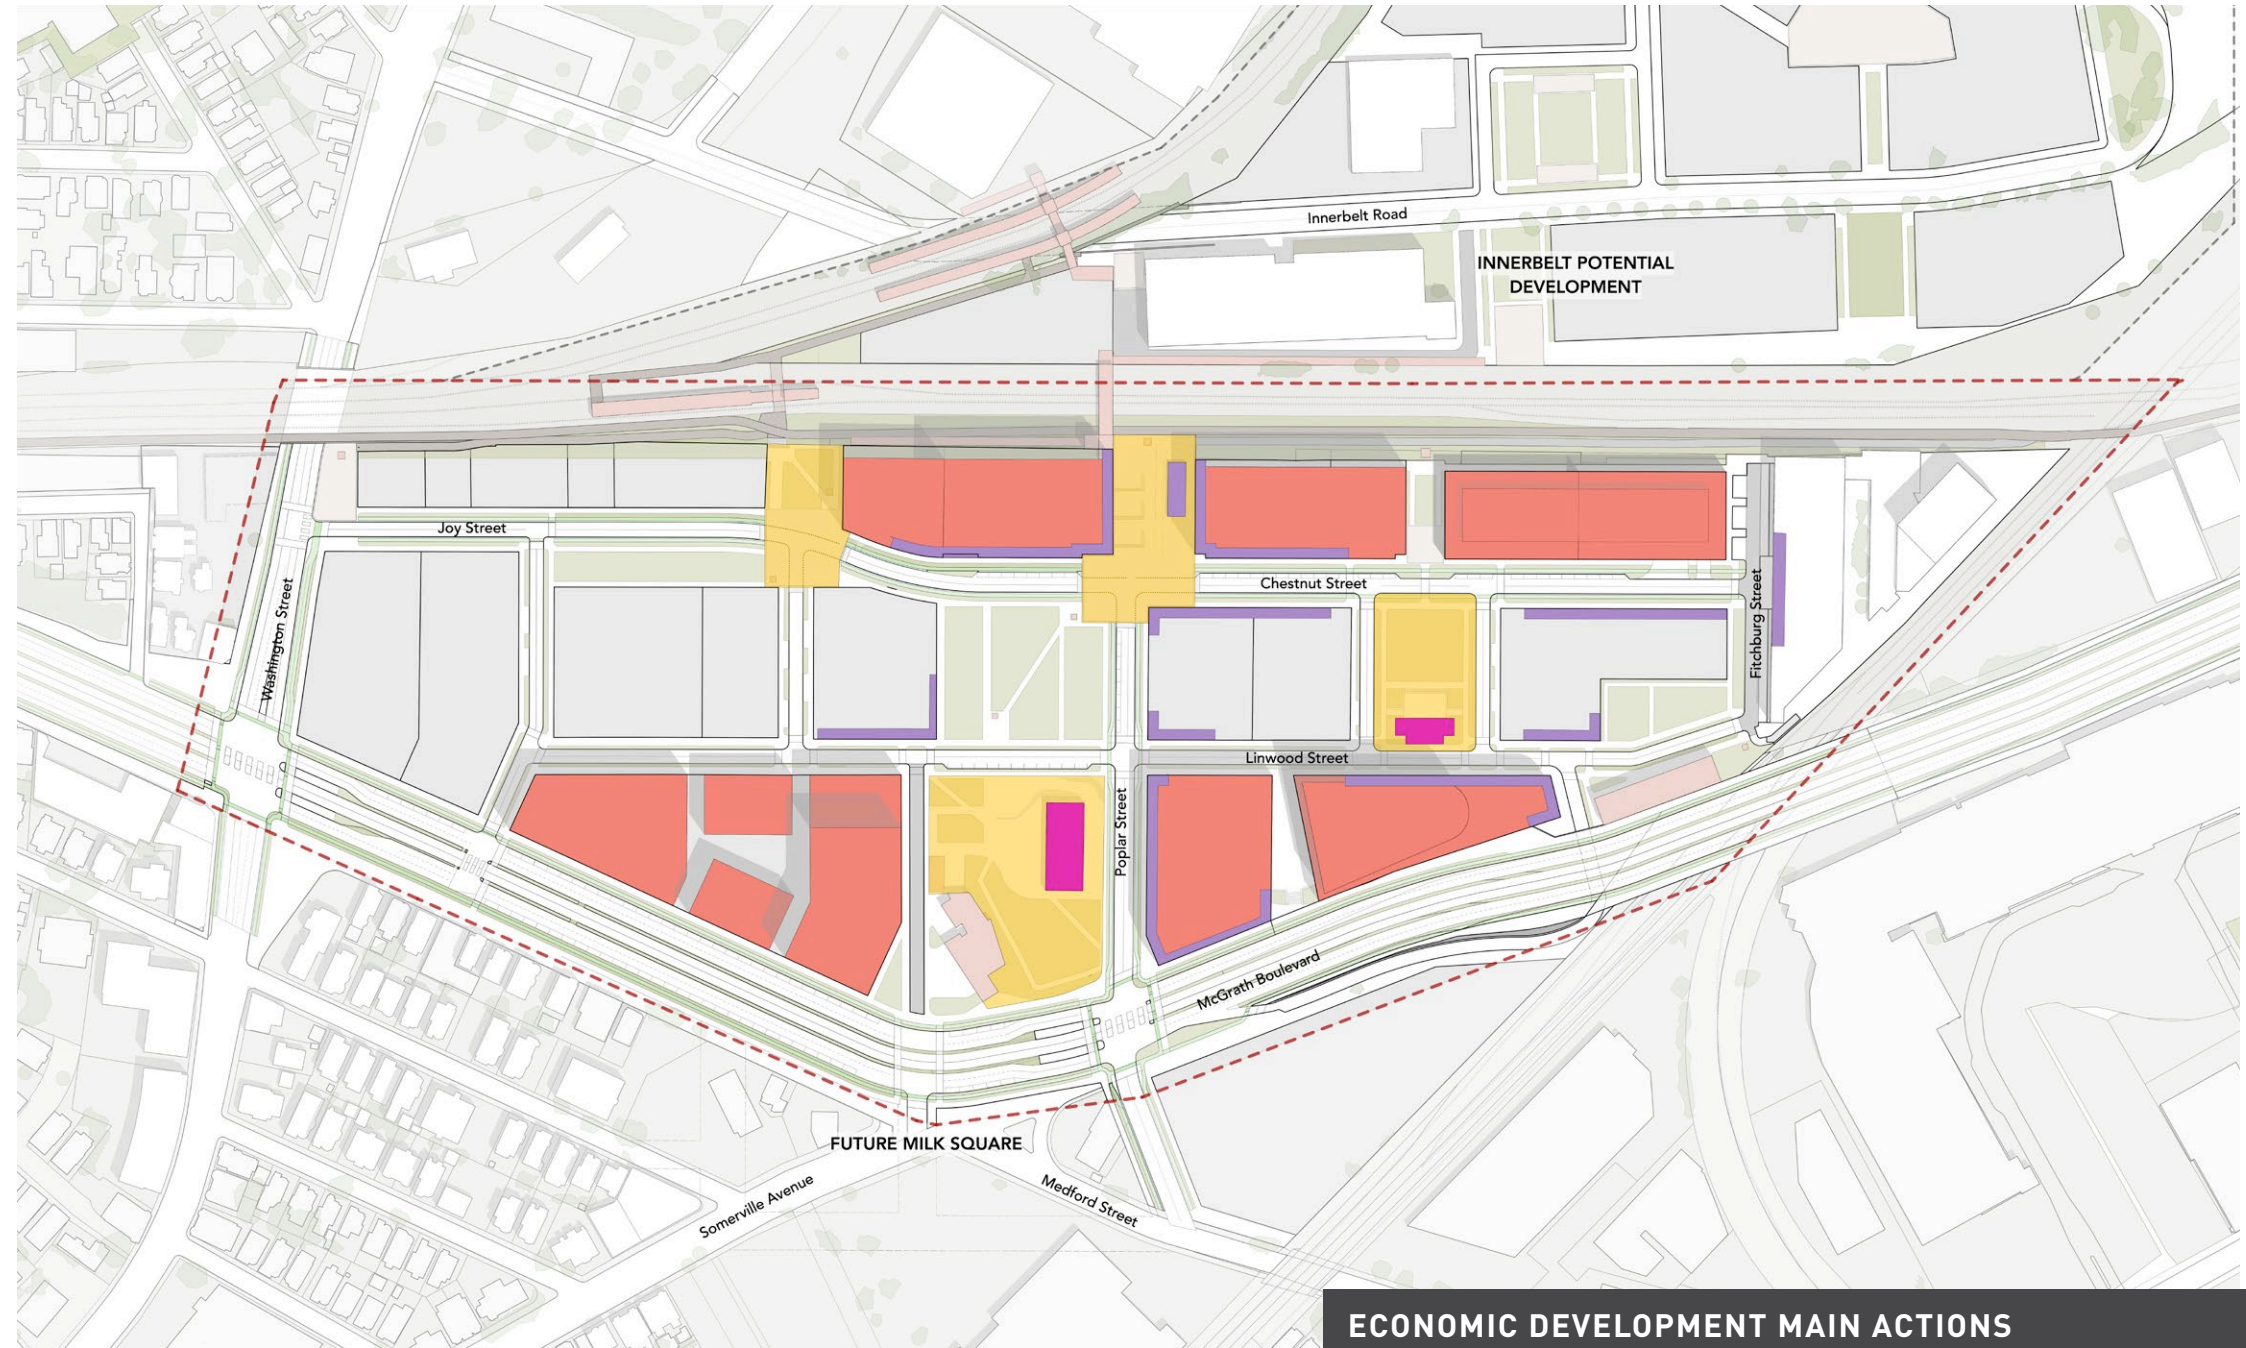 Innerbelt Road
INNERBELT POTENTIAL
DEVELOPMENT
Joy Street
Chestnut Street
Washington Street
Fitchburg Street
Linwood Street
Poplar Street
McGrath Boulevard
FUTURE MILK SQUARE
Somerville Avenue
Medford Street
ECONOMIC DEVELOPMENT MAIN ACTIONS